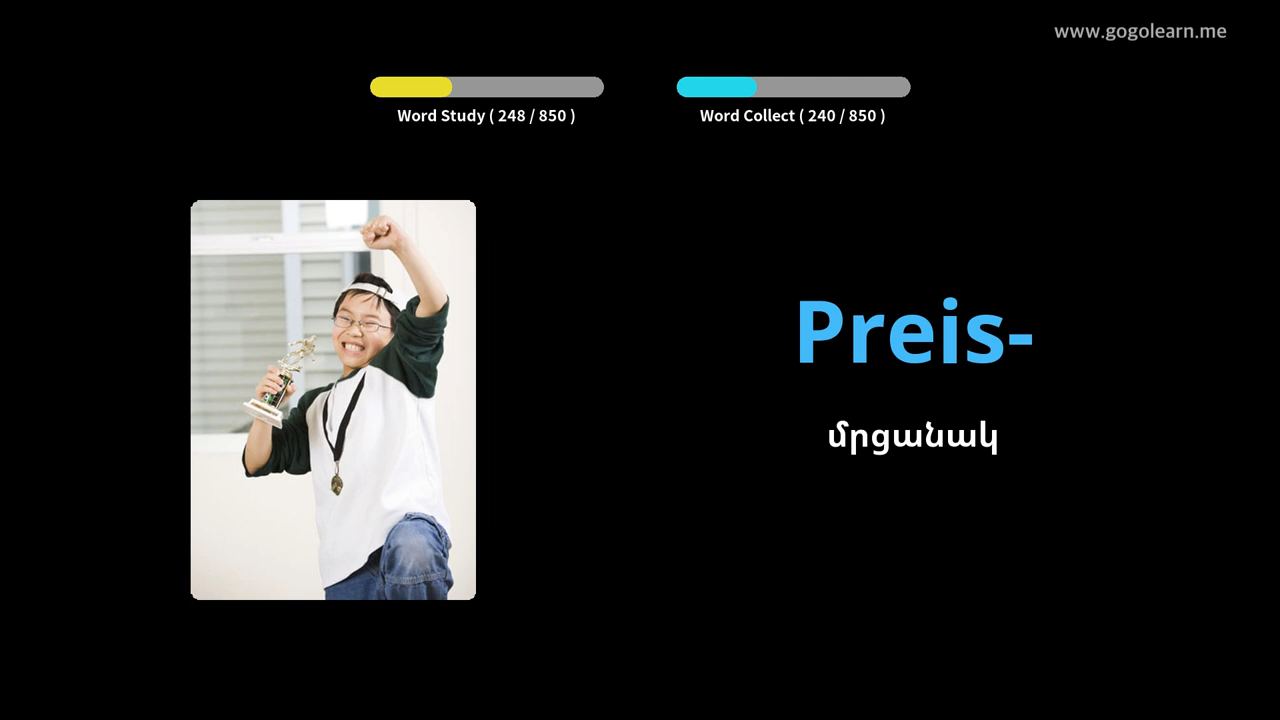 www.gogolearn.me
Word Study ( 248 / 850 )
Word Collect ( 240 / 850 )
Preis-
մրցանակ